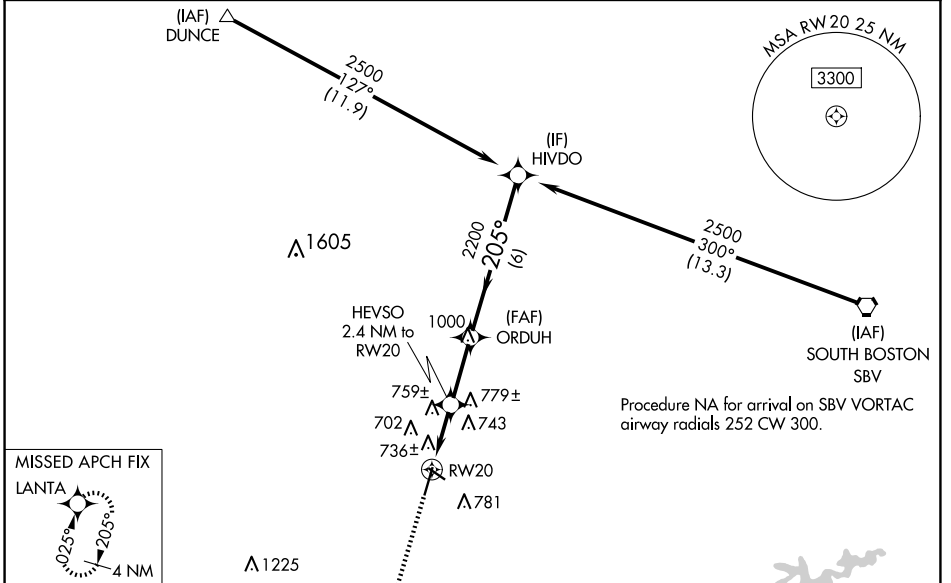 (IAF)
DUNCE
2500
127°
(11.9)
MSA RW20 25 NM
3300
(IF)
HIVDO
2500
300°
(13.3)
1605
2200
205°
(6)
HEVSO
2.4 NM to
RW20
1000
(FAF)
ORDUH
(IAF)
SOUTH BOSTON
SBV
759±
779±
702
743
736±
Procedure NA for arrival on SBV VORTAC
airway radials 252 CW 300.
RW20
781
MISSED APCH FIX
LANTA
025°
205°
4 NM
1225